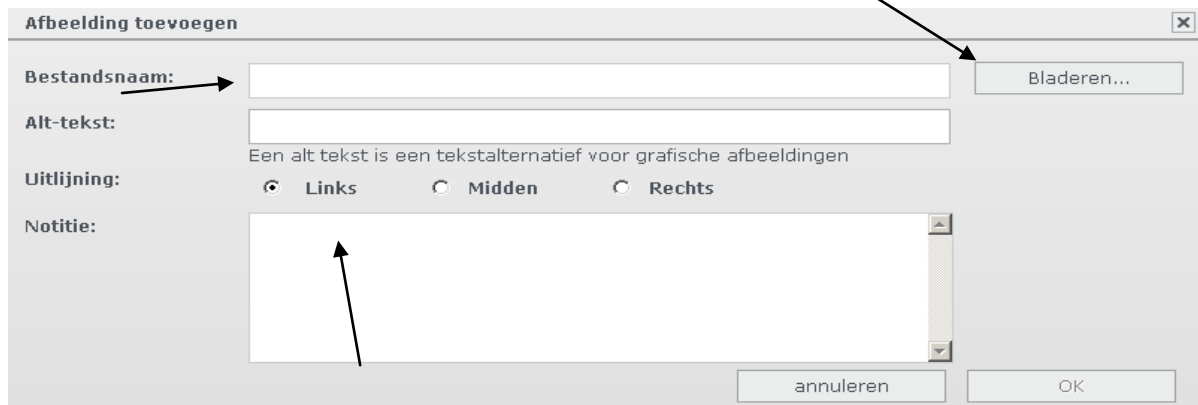 Afbeelding toevoegen
Bestandsnaam:
Bladeren...
Alt-tekst:
Een alt tekst is een tekstalternatief voor grafische afbeeldingen
Uitlijning:
Links Midden Rechts
Notitie:
annuleren OK